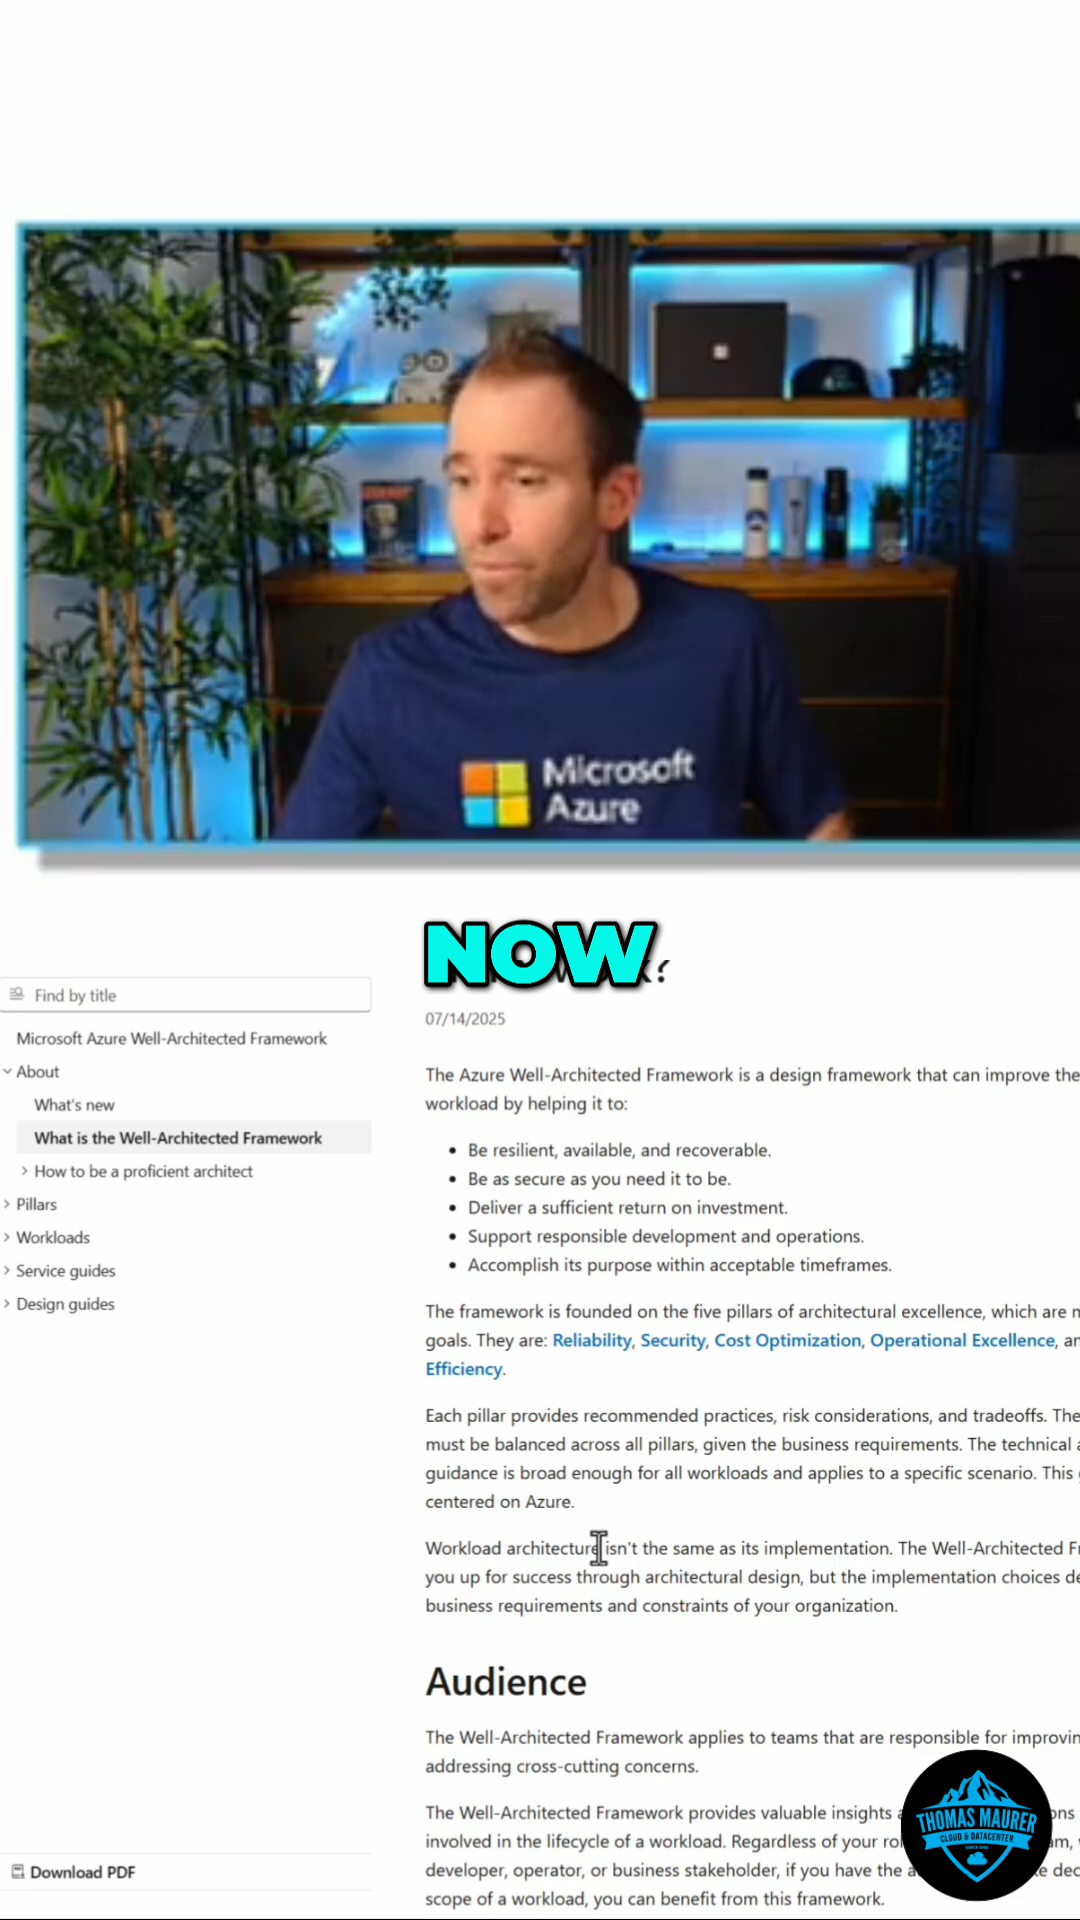 Microsoft
Azure
NOW
?
07/14/2025
Find by title
Microsoft Azure Well-Architected Framework
About
What's new
What is the Well-Architected Framework
How to be a proficient architect
Pillars
Workloads
Service guides
Design guides
Download PDF
The Azure Well-Architected Framework is a design framework that can improve the
workload by helping it to:
• Be resilient, available, and recoverable.
• Be as secure as you need it to be.
• Deliver a sufficient return on investment.
• Support responsible development and operations.
• Accomplish its purpose within acceptable timeframes.
The framework is founded on the five pillars of architectural excellence, which are
goals. They are: Reliability, Security, Cost Optimization, Operational Excellence,
Efficiency.
Each pillar provides recommended practices, risk considerations, and tradeoffs.
must be balanced across all pillars, given the business requirements. The technical
guidance is broad enough for all workloads and applies to a specific scenario. This
centered on Azure.
Workload architecture isn't the same as its implementation. The Well-Architected
you up for success through architectural design, but the implementation choices
business requirements and constraints of your organization.
Audience
The Well-Architected Framework applies to teams that are responsible for
addressing cross-cutting concerns.
The Well-Architected Framework provides valuable insights
involved in the lifecycle of a workload. Regardless of your
developer, operator, or business stakeholder, if you have the
scope of a workload, you can benefit from this framework.
THOMAS MAURER
CLOUD & DATACENTER